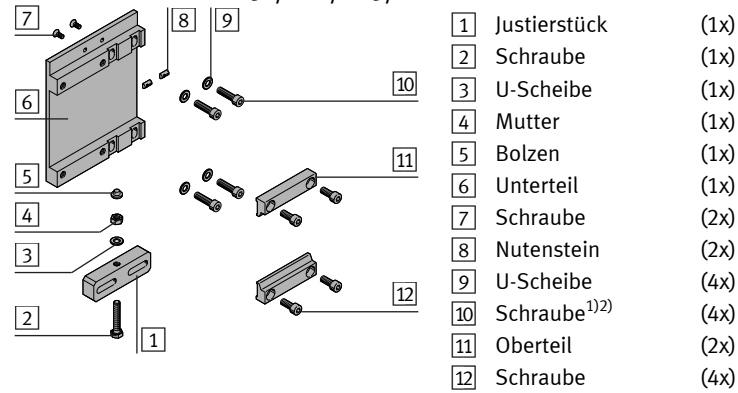 7
8
9
10
6
11
5
4
3
12
2
1
1 Justierstück (1x)
2 Schraube (1x)
3 U-Scheibe (1x)
4 Mutter (1x)
5 Bolzen (1x)
6 Unterteil (1x)
7 Schraube (2x)
8 Nutenstein (2x)
9 U-Scheibe (4x)
10 Schraube1)2) (4x)
11 Oberteil (2x)
12 Schraube (4x)